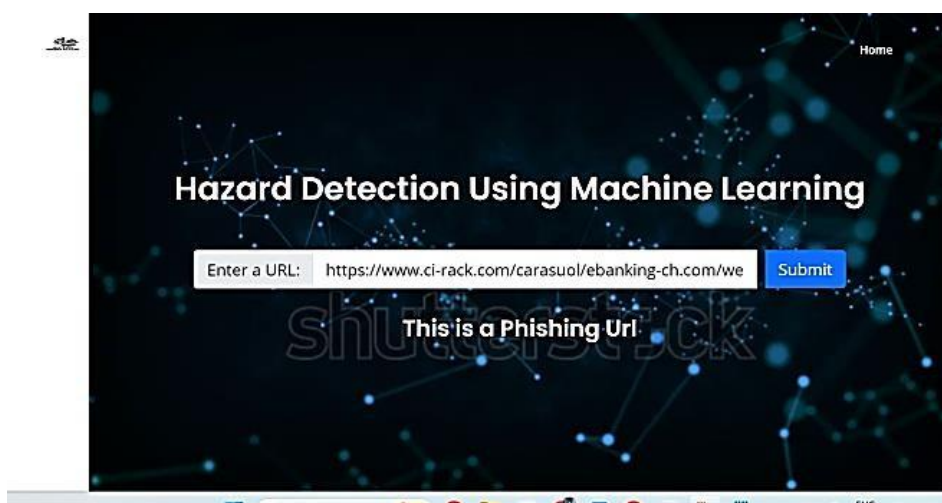 Home
Hazard Detection Using Machine Learning
Enter a URL: https://www.ci-rack.com/carasuol/ebanking-ch.com/we Submit
This is a Phishing Url
shutterstock